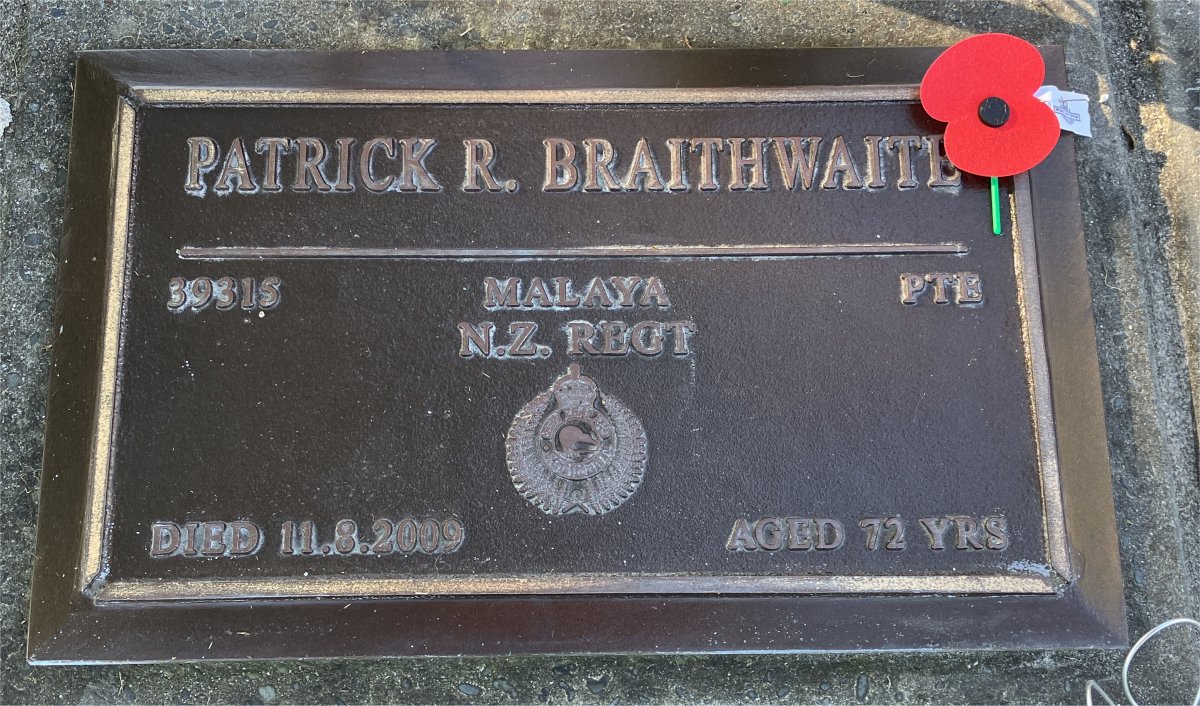 PATRICK R. BRAITHWAITE
39315 MALAYA PTE
N.Z. REGT
DIED 11.8.2009 AGED 72 YRS